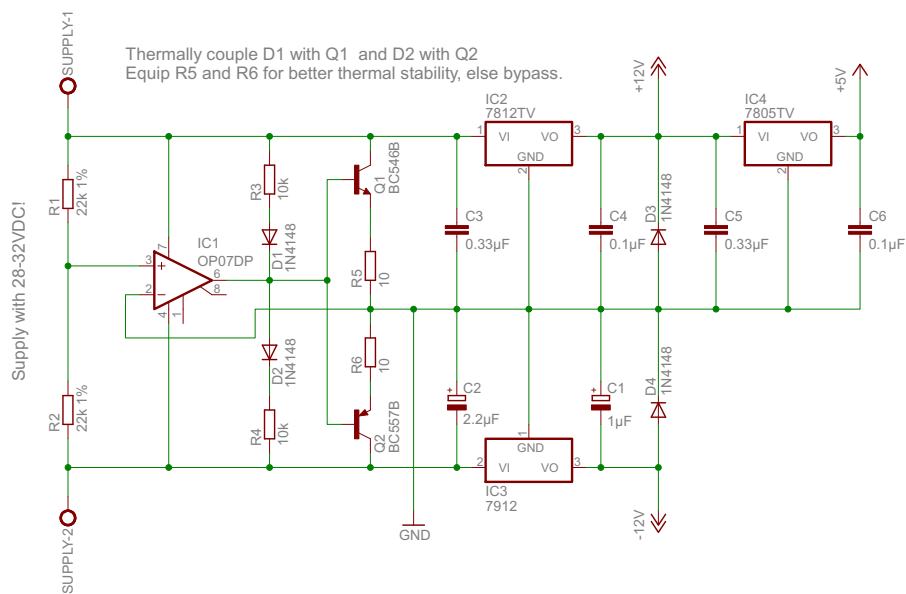 SUPPLY-1
Thermally couple D1 with Q1 and D2 with Q2
Equip R5 and R6 for better thermal stability, else bypass.
+12V
+5V
IC2
7812TV
1 VI VO 3
GND
2
IC4
7805TV
1 VI VO 3
GND
2
Supply with 28-32VDC!
R1
22k 1%
R3
10k
Q1
BC546B
D1
1N4148
IC1
OP07DP
7
3 +
2 −
6
8
4
1
R5
10
C3
0.33µF
C4
0.1µF
D3
1N4148
C5
0.33µF
C6
0.1µF
R2
22k 1%
D2
1N4148
R4
10k
R6
10
Q2
BC557B
+
C2
2.2µF
+
C1
1µF
D4
1N4148
1
GND
2 VI VO 3
IC3
7912
GND
-12V
SUPPLY-2